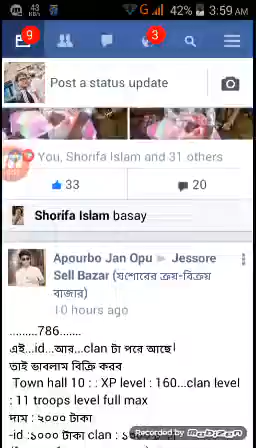 43 B/s G 42% 3:59 AM
9
3
Post a status update
You, Shorifa Islam and 31 others
33
20
Shorifa Islam basay
Apourbo Jan Opu ► Jessore
Sell Bazar (যশোরের ক্রয়-বিক্রয়
বাজার)
10 hours ago
.........786.......
এই...id...আর...clan টা পরে আছে।
তাই ভাবলাম বিক্রি করব
Town hall 10 : : XP level : 160...clan level
: 11 troops level full max
দাম : ২০০০ টাকা
-id :১০০০ টাকা clan :
Recorded by Mobizen